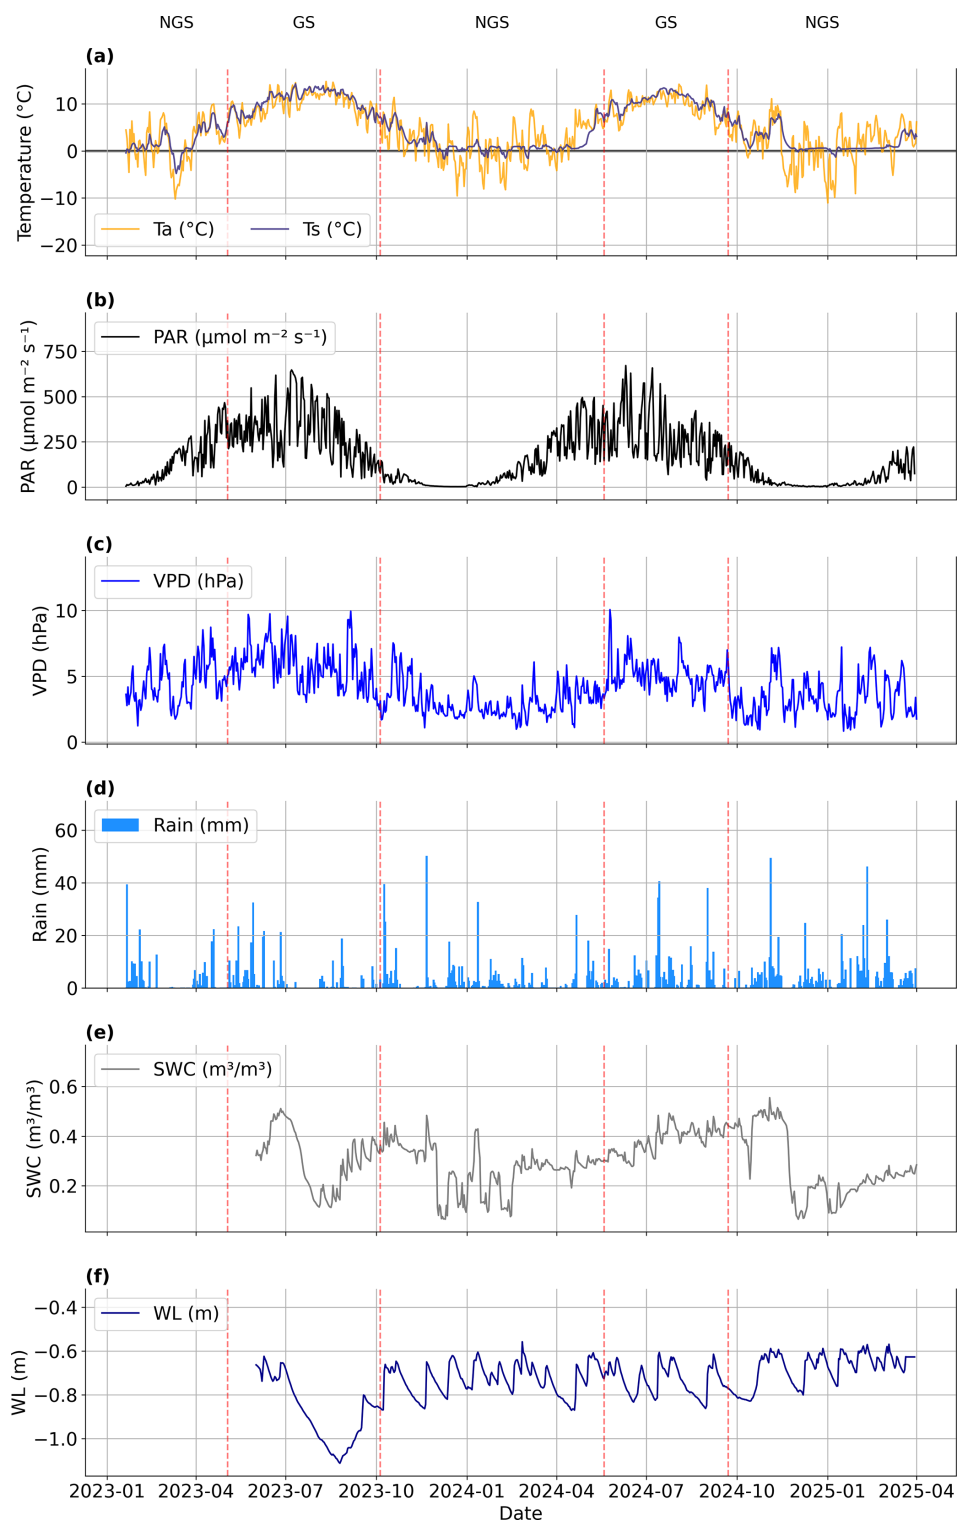 NGS GS NGS GS NGS
(a)
Temperature (°C)
10
0
−10
−20
Ta (°C) Ts (°C)
(b)
PAR (μmol m⁻² s⁻¹)
750
500
250
0
PAR (μmol m⁻² s⁻¹)
(c)
VPD (hPa)
10
5
0
VPD (hPa)
(d)
Rain (mm)
60
40
20
0
Rain (mm)
(e)
SWC (m³/m³)
0.6
0.4
0.2
SWC (m³/m³)
(f)
WL (m)
−0.4
−0.6
−0.8
−1.0
WL (m)
2023-01 2023-04 2023-07 2023-10 2024-01 2024-04 2024-07 2024-10 2025-01 2025-04
Date